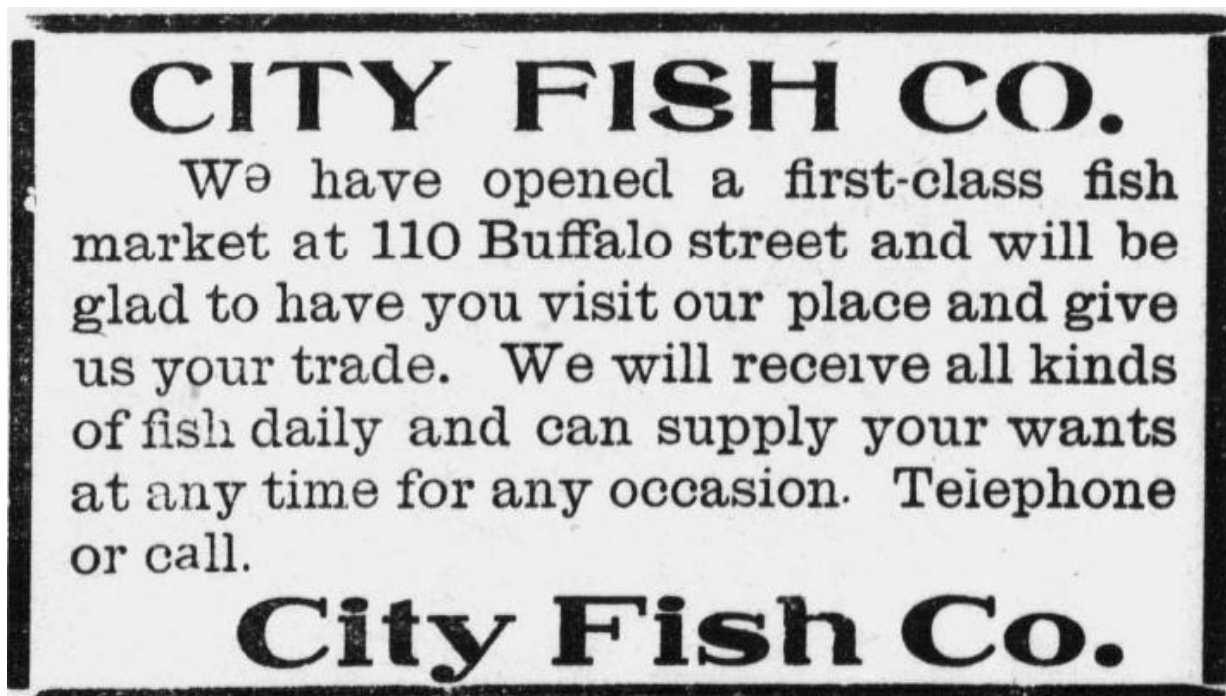 CITY FISH CO.
We have opened a first-class fish
market at 110 Buffalo street and will be
glad to have you visit our place and give
us your trade. We will receive all kinds
of fish daily and can supply your wants
at any time for any occasion. Telephone
or call.
City Fish Co.